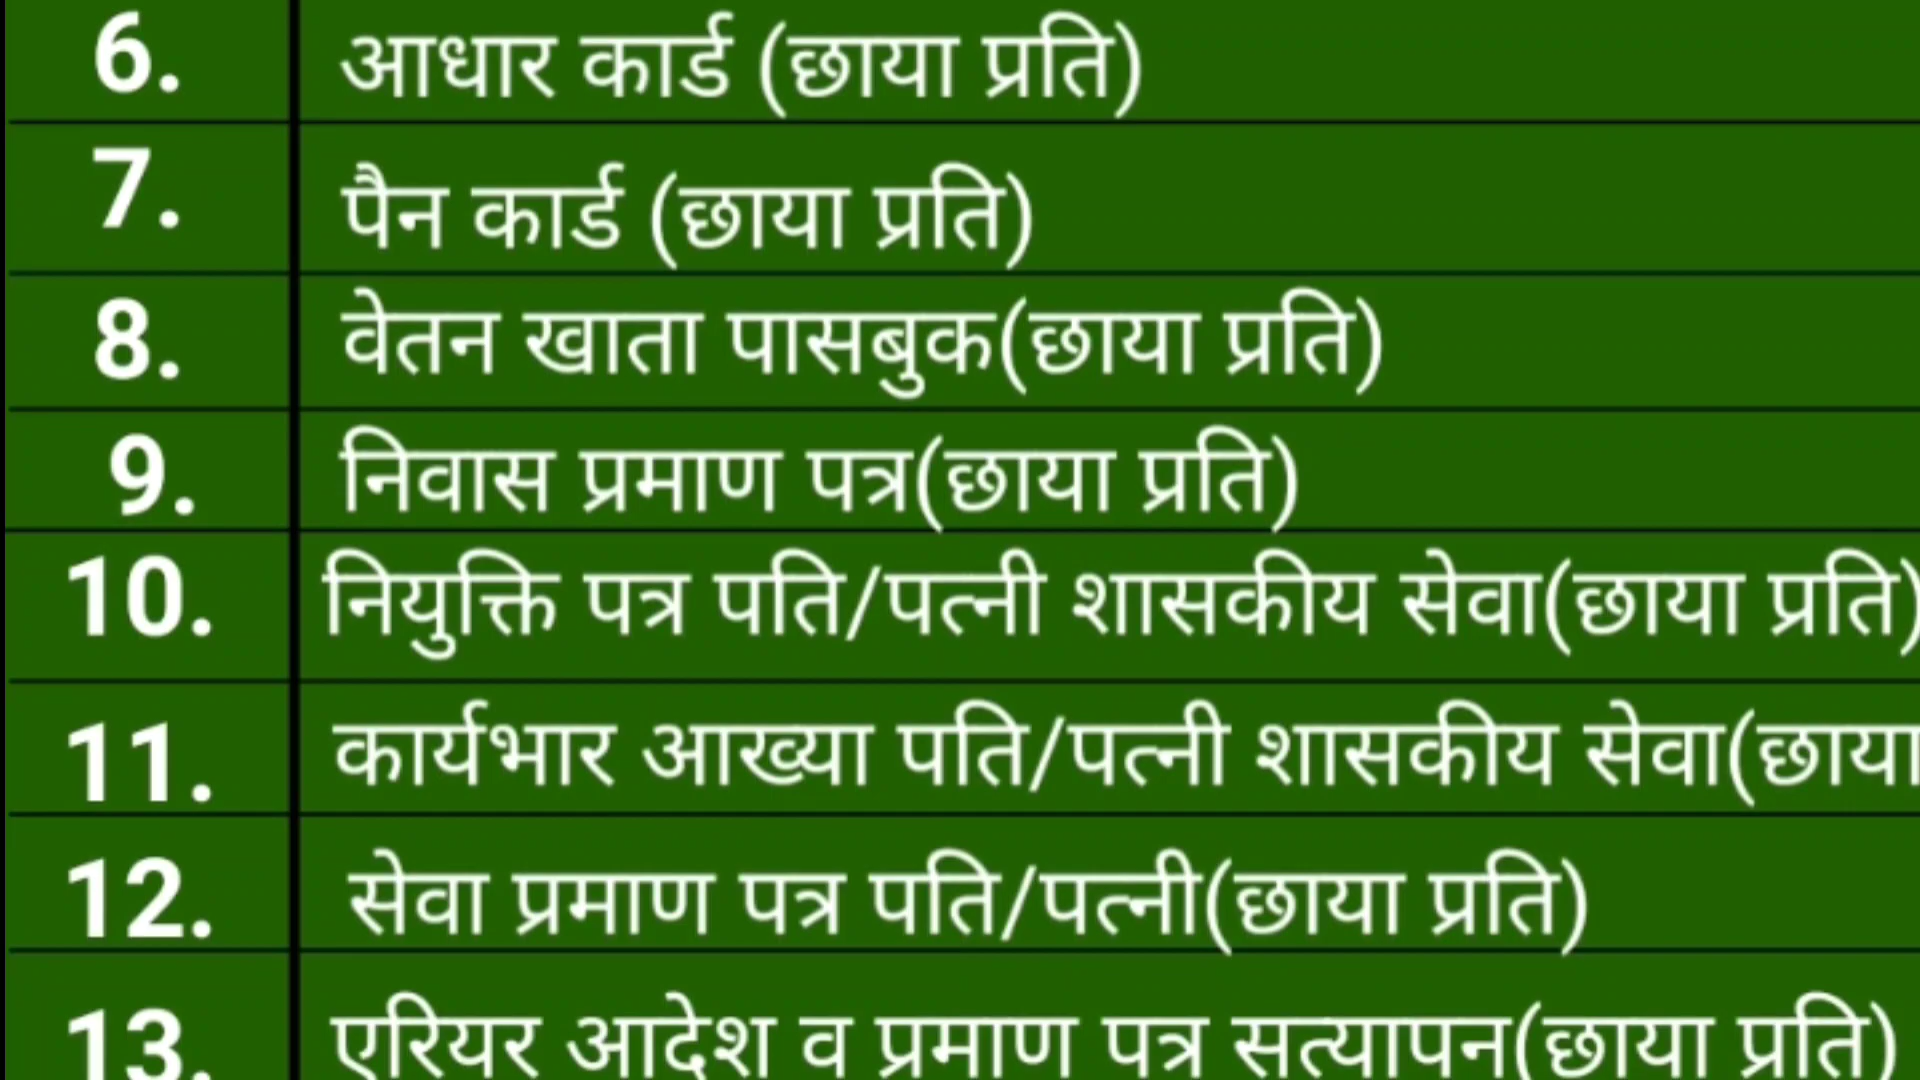 6. आधार कार्ड (छाया प्रति)
7. पैन कार्ड (छाया प्रति)
8. वेतन खाता पासबुक(छाया प्रति)
9. निवास प्रमाण पत्र(छाया प्रति)
10. नियुक्ति पत्र पति/पत्नी शासकीय सेवा(छाया प्रति)
11. कार्यभार आख्या पति/पत्नी शासकीय सेवा(छाया
12. सेवा प्रमाण पत्र पति/पत्नी(छाया प्रति)
13. एरियर आदेश व प्रमाण पत्र सत्यापन(छाया प्रति)